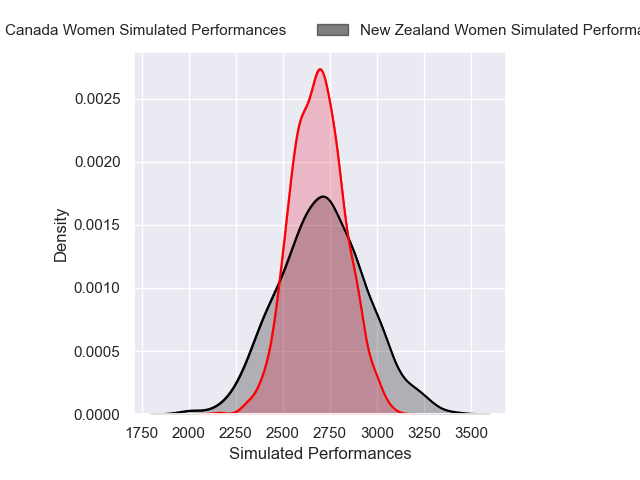 Canada Women Simulated Performances New Zealand Women Simulated Performa
0.0025
0.0020
0.0015
0.0010
0.0005
0.0000
Density
1750 2000 2250 2500 2750 3000 3250 3500
Simulated Performances